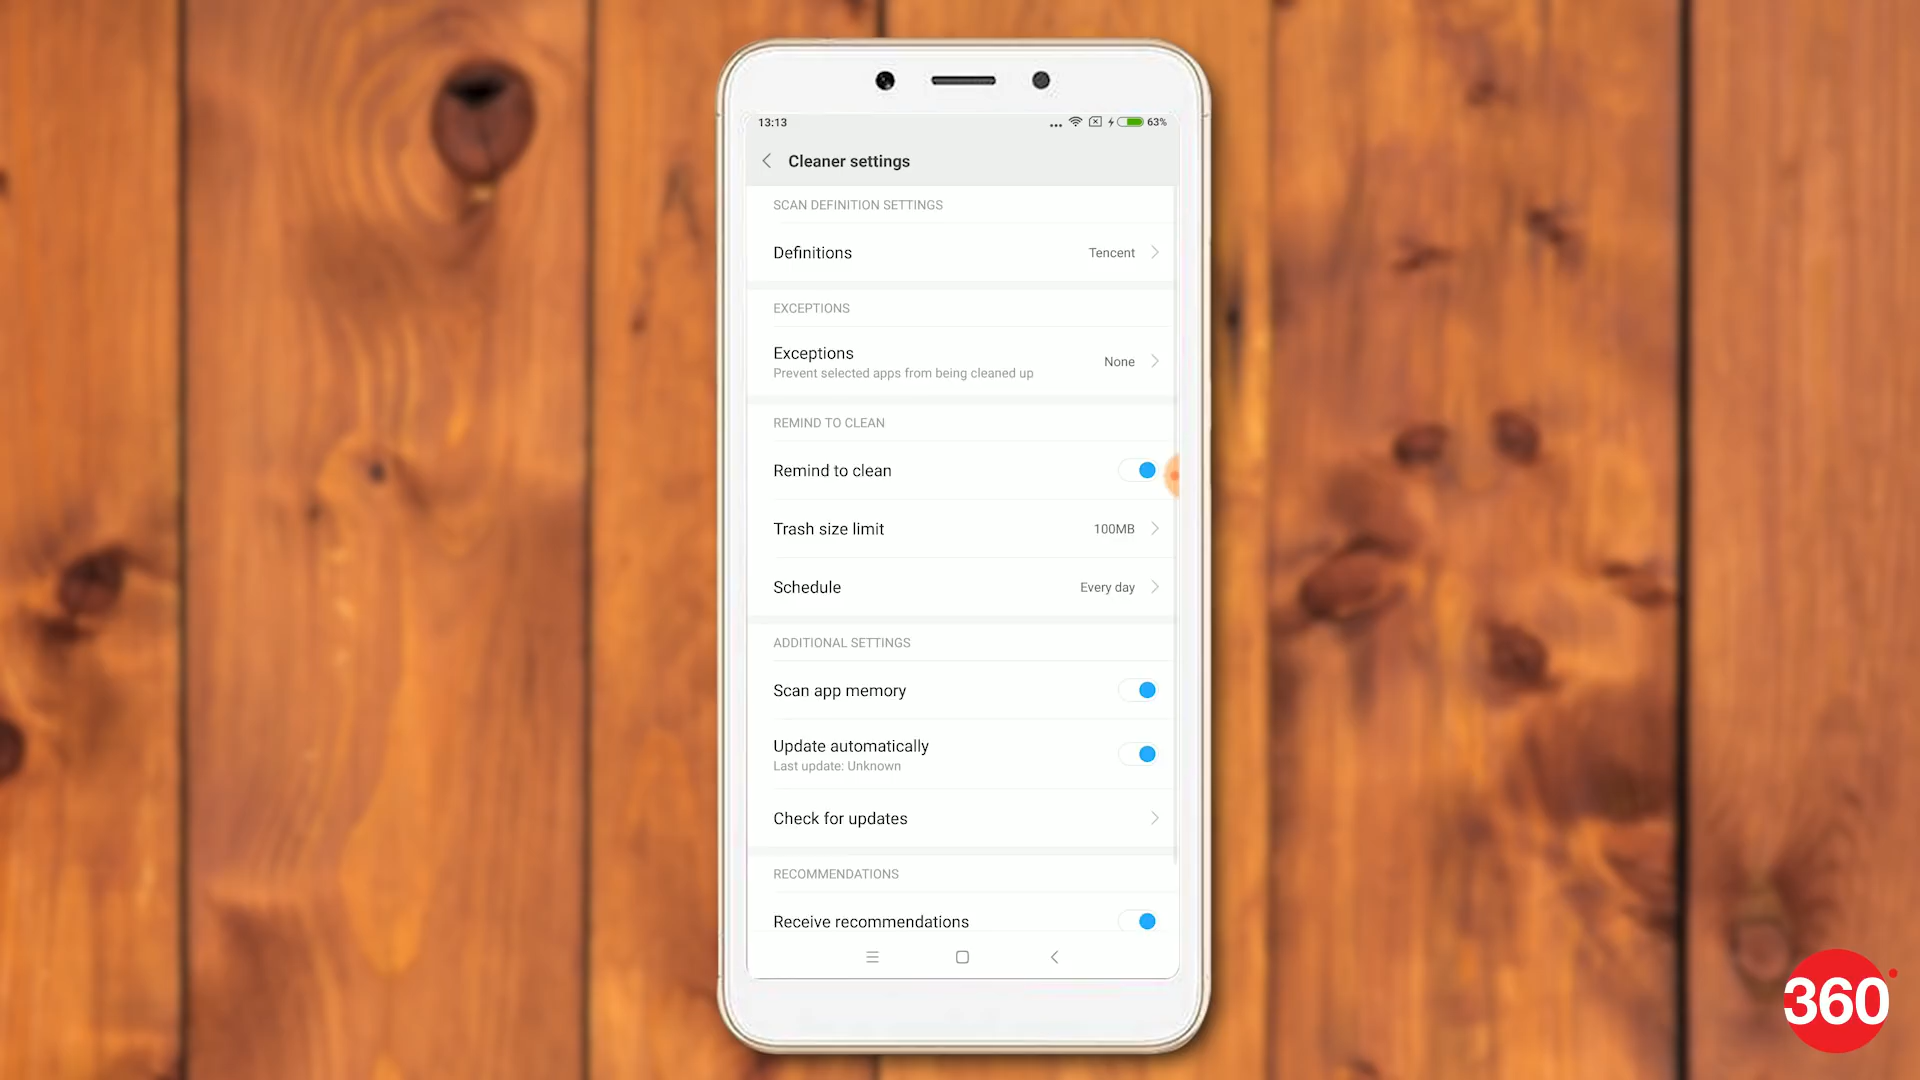 13:13
63%
Cleaner settings
SCAN DEFINITION SETTINGS
Definitions
Tencent
EXCEPTIONS
Exceptions
None
Prevent selected apps from being cleaned up
REMIND TO CLEAN
Remind to clean
Trash size limit
100MB
Schedule
Every day
ADDITIONAL SETTINGS
Scan app memory
Update automatically
Last update: Unknown
Check for updates
RECOMMENDATIONS
Receive recommendations
360